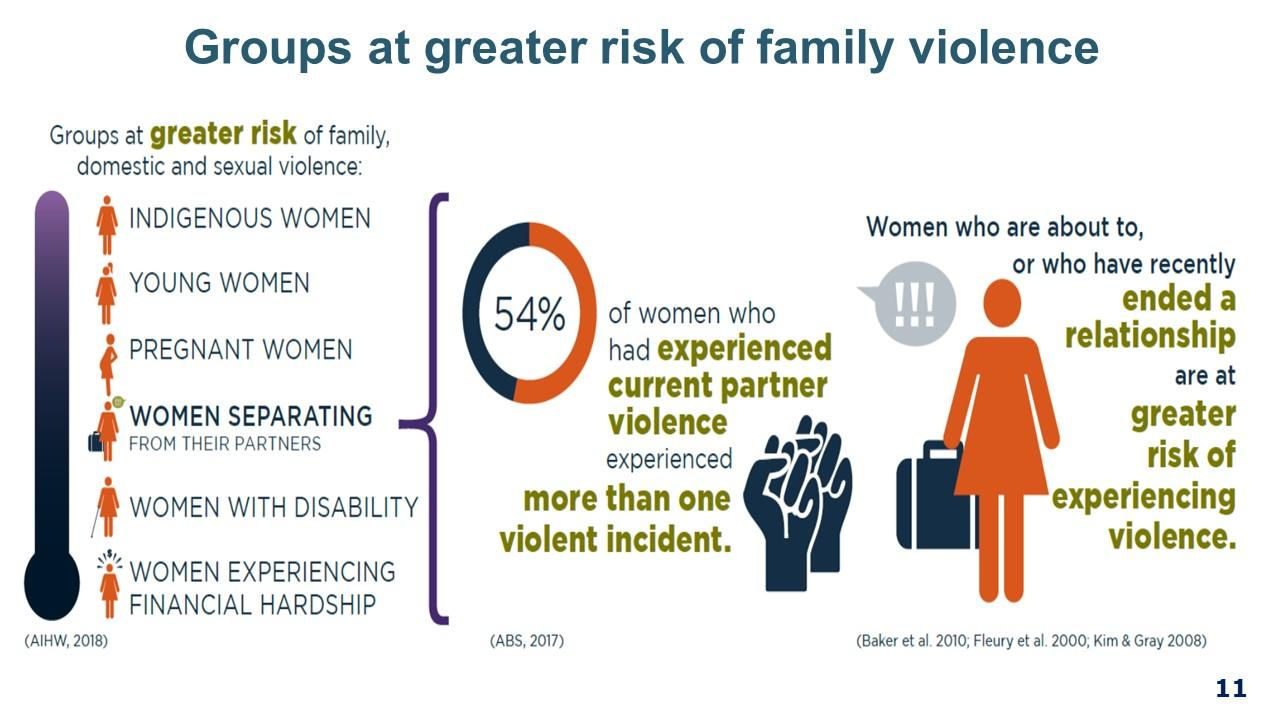 Groups at greater risk of family violence
Groups at greater risk of family,
domestic and sexual violence:
INDIGENOUS WOMEN
YOUNG WOMEN
PREGNANT WOMEN
WOMEN SEPARATING
FROM THEIR PARTNERS
WOMEN WITH DISABILITY
$
WOMEN EXPERIENCING
FINANCIAL HARDSHIP
(AIHW, 2018)
54%
of women who
had experienced
current partner
violence
experienced
more than one
violent incident.
(ABS, 2017)
Women who are about to,
or who have recently
!!!
ended a
relationship
are at
greater
risk of
experiencing
violence.
(Baker et al. 2010; Fleury et al. 2000; Kim & Gray 2008)
11